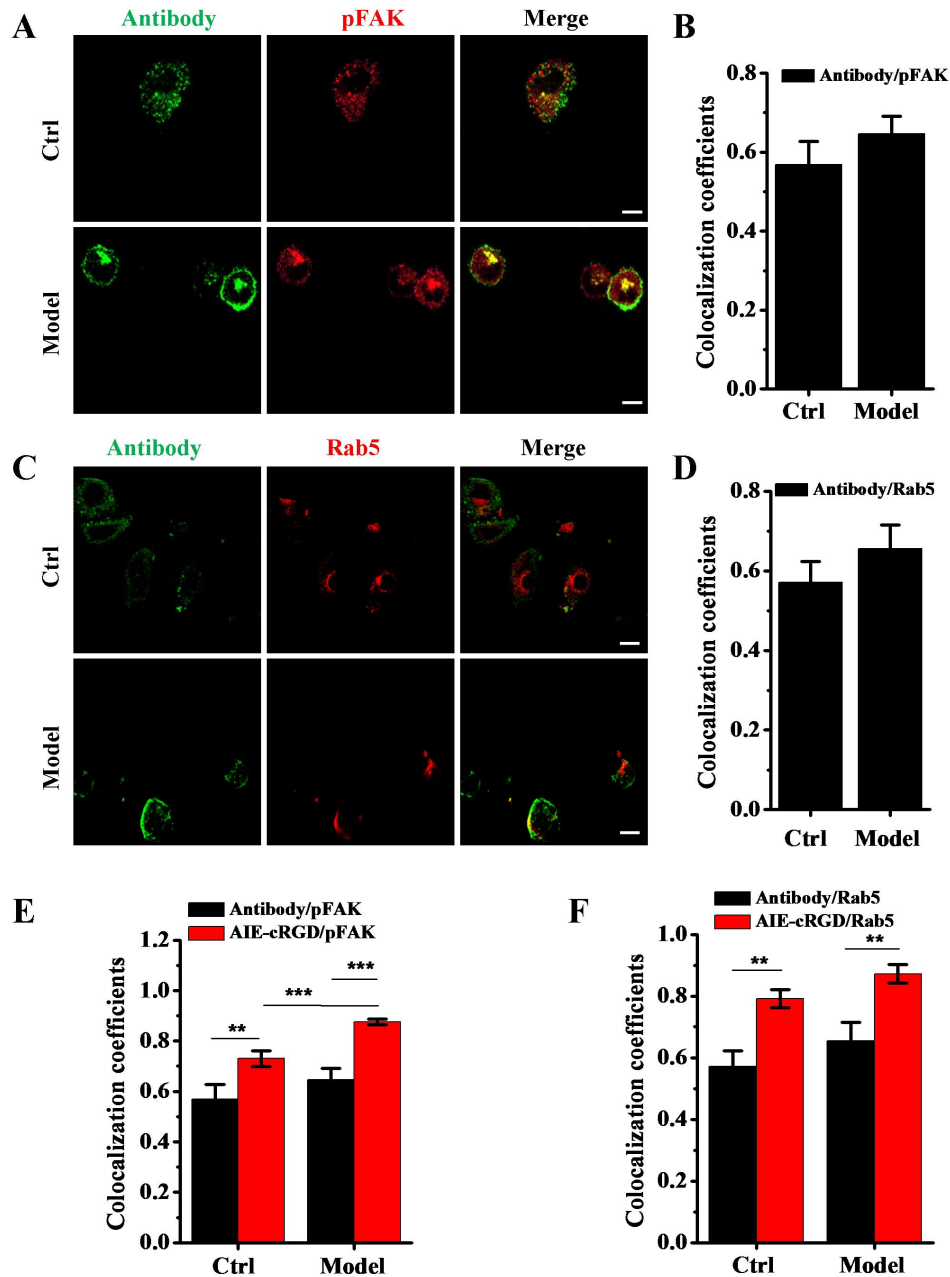 A
Antibody
pFAK
Merge
Ctrl
Model
B
Antibody/pFAK
Colocalization coefficients
0.8
0.6
0.4
0.2
0.0
Ctrl
Model
C
Antibody
Rab5
Merge
Ctrl
Model
D
Antibody/Rab5
Colocalization coefficients
0.8
0.6
0.4
0.2
0.0
Ctrl
Model
E
Antibody/pFAK
AIE-cRGD/pFAK
Colocalization coefficients
1.2
1.0
0.8
0.6
0.4
0.2
0.0
**
***
***
Ctrl
Model
F
Antibody/Rab5
AIE-cRGD/Rab5
Colocalization coefficients
1.0
0.8
0.6
0.4
0.2
0.0
**
**
Ctrl
Model